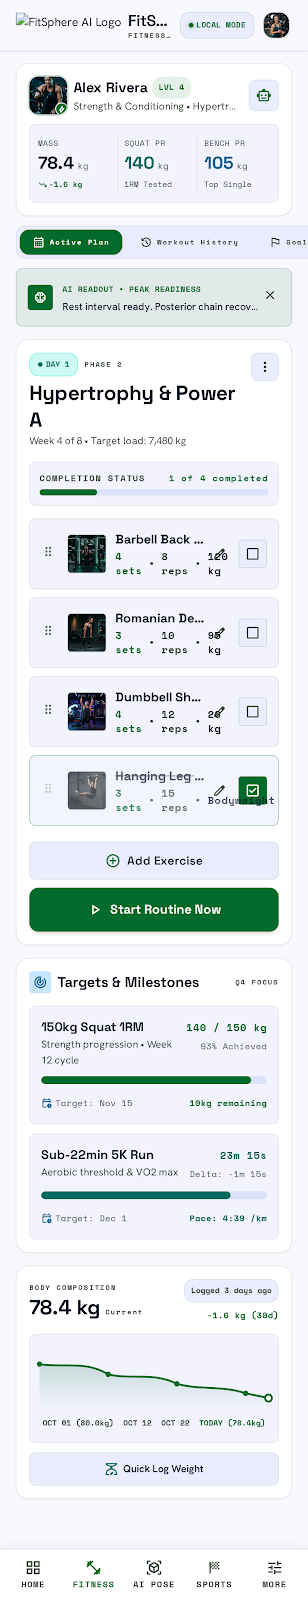 FitSphere AI Logo
FitS...
FITNESS...
LOCAL MODE
Alex Rivera
LVL 4
Strength & Conditioning • Hypertr...
MASS
78.4 kg
-1.6 kg
SQUAT PR
140 kg
1RM Tested
BENCH PR
105 kg
Top Single
Active Plan
Workout History
Goal
AI READOUT • PEAK READINESS
Rest interval ready. Posterior chain recov...
DAY 1
PHASE 2
Hypertrophy & Power
A
Week 4 of 8 • Target load: 7,480 kg
COMPLETION STATUS
1 of 4 completed
Barbell Back ...
4 sets • 8 reps • 120 kg
Romanian De...
3 sets • 10 reps • 95 kg
Dumbbell Sh...
4 sets • 12 reps • 26 kg
Hanging Leg ...
3 sets • 15 reps • Bodyweight
Add Exercise
Start Routine Now
Targets & Milestones
Q4 FOCUS
150kg Squat 1RM
140 / 150 kg
Strength progression • Week
12 cycle
93% Achieved
Target: Nov 15
10kg remaining
Sub-22min 5K Run
23m 15s
Aerobic threshold & VO2 max
Delta: -1m 15s
Target: Dec 1
Pace: 4:39 /km
BODY COMPOSITION
78.4 kg Current
Logged 3 days ago
-1.6 kg (30d)
OCT 01 (80.0kg)
OCT 12
OCT 22
TODAY (78.4kg)
Quick Log Weight
HOME
FITNESS
AI POSE
SPORTS
MORE